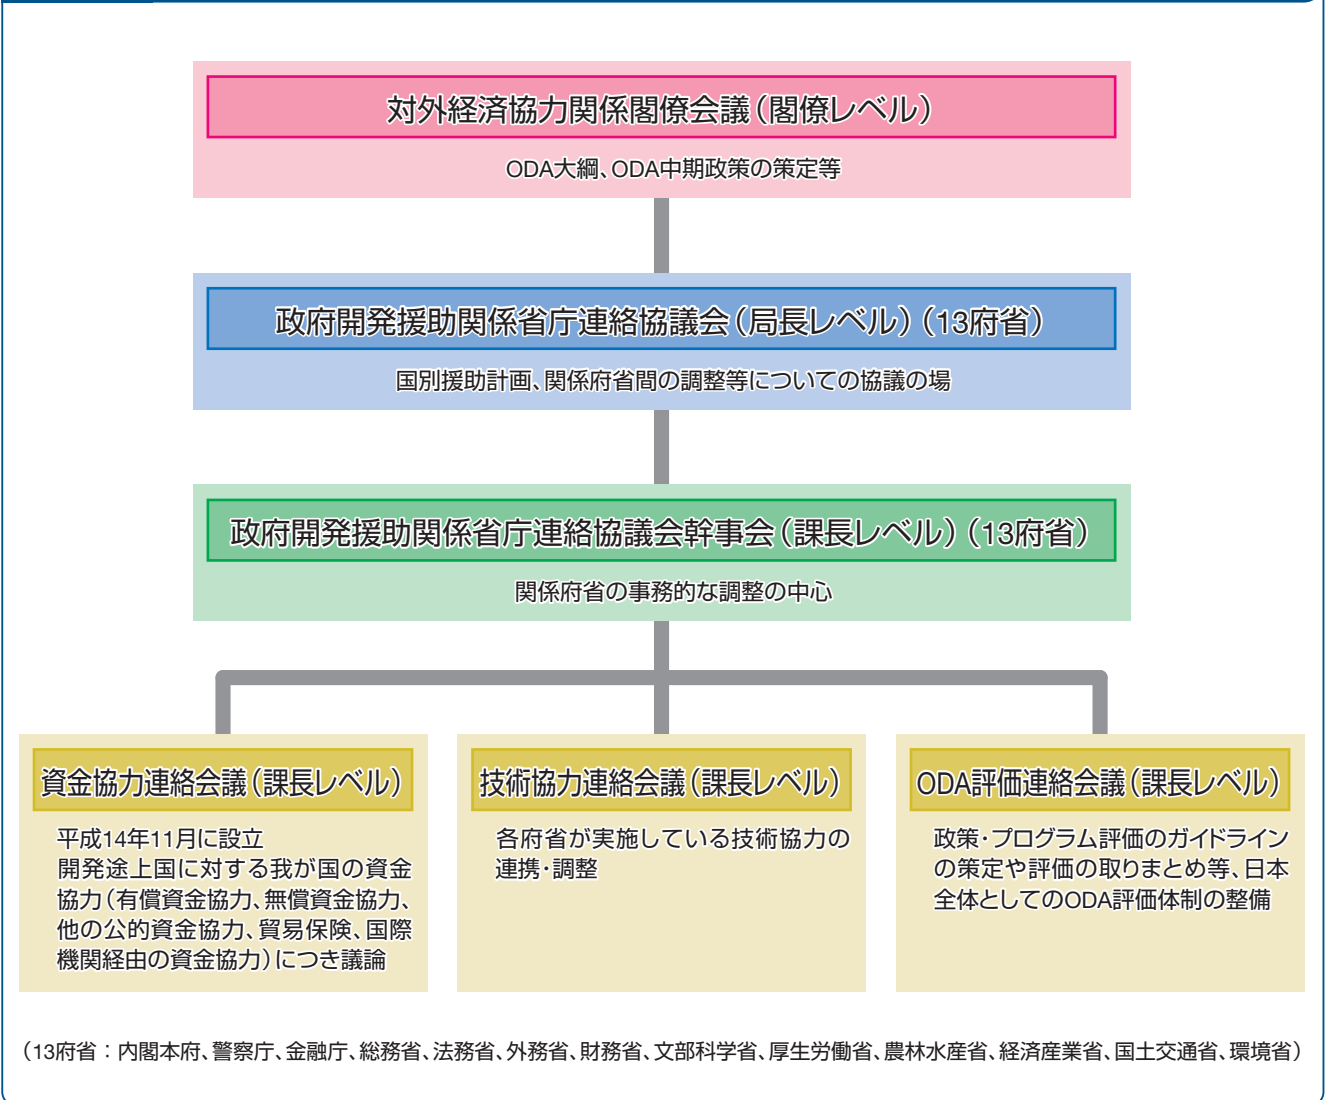 対外経済協力関係閣僚会議（閣僚レベル）
ODA大綱、ODA中期政策の策定等
政府開発援助関係省庁連絡協議会（局長レベル）（13府省）
国別援助計画、関係府省間の調整等についての協議の場
政府開発援助関係省庁連絡協議会幹事会（課長レベル）（13府省）
関係府省の事務的な調整の中心
資金協力連絡会議（課長レベル）
平成14年11月に設立
開発途上国に対する我が国の資金
協力（有償資金協力、無償資金協力、
他の公的資金協力、貿易保険、国際
機関経由の資金協力）につき議論
技術協力連絡会議（課長レベル）
各府省が実施している技術協力の
連携・調整
ODA評価連絡会議（課長レベル）
政策・プログラム評価のガイドライン
の策定や評価の取りまとめ等、日本
全体としてのODA評価体制の整備
（13府省：内閣本府、警察庁、金融庁、総務省、法務省、外務省、財務省、文部科学省、厚生労働省、農林水産省、経済産業省、国土交通省、環境省）